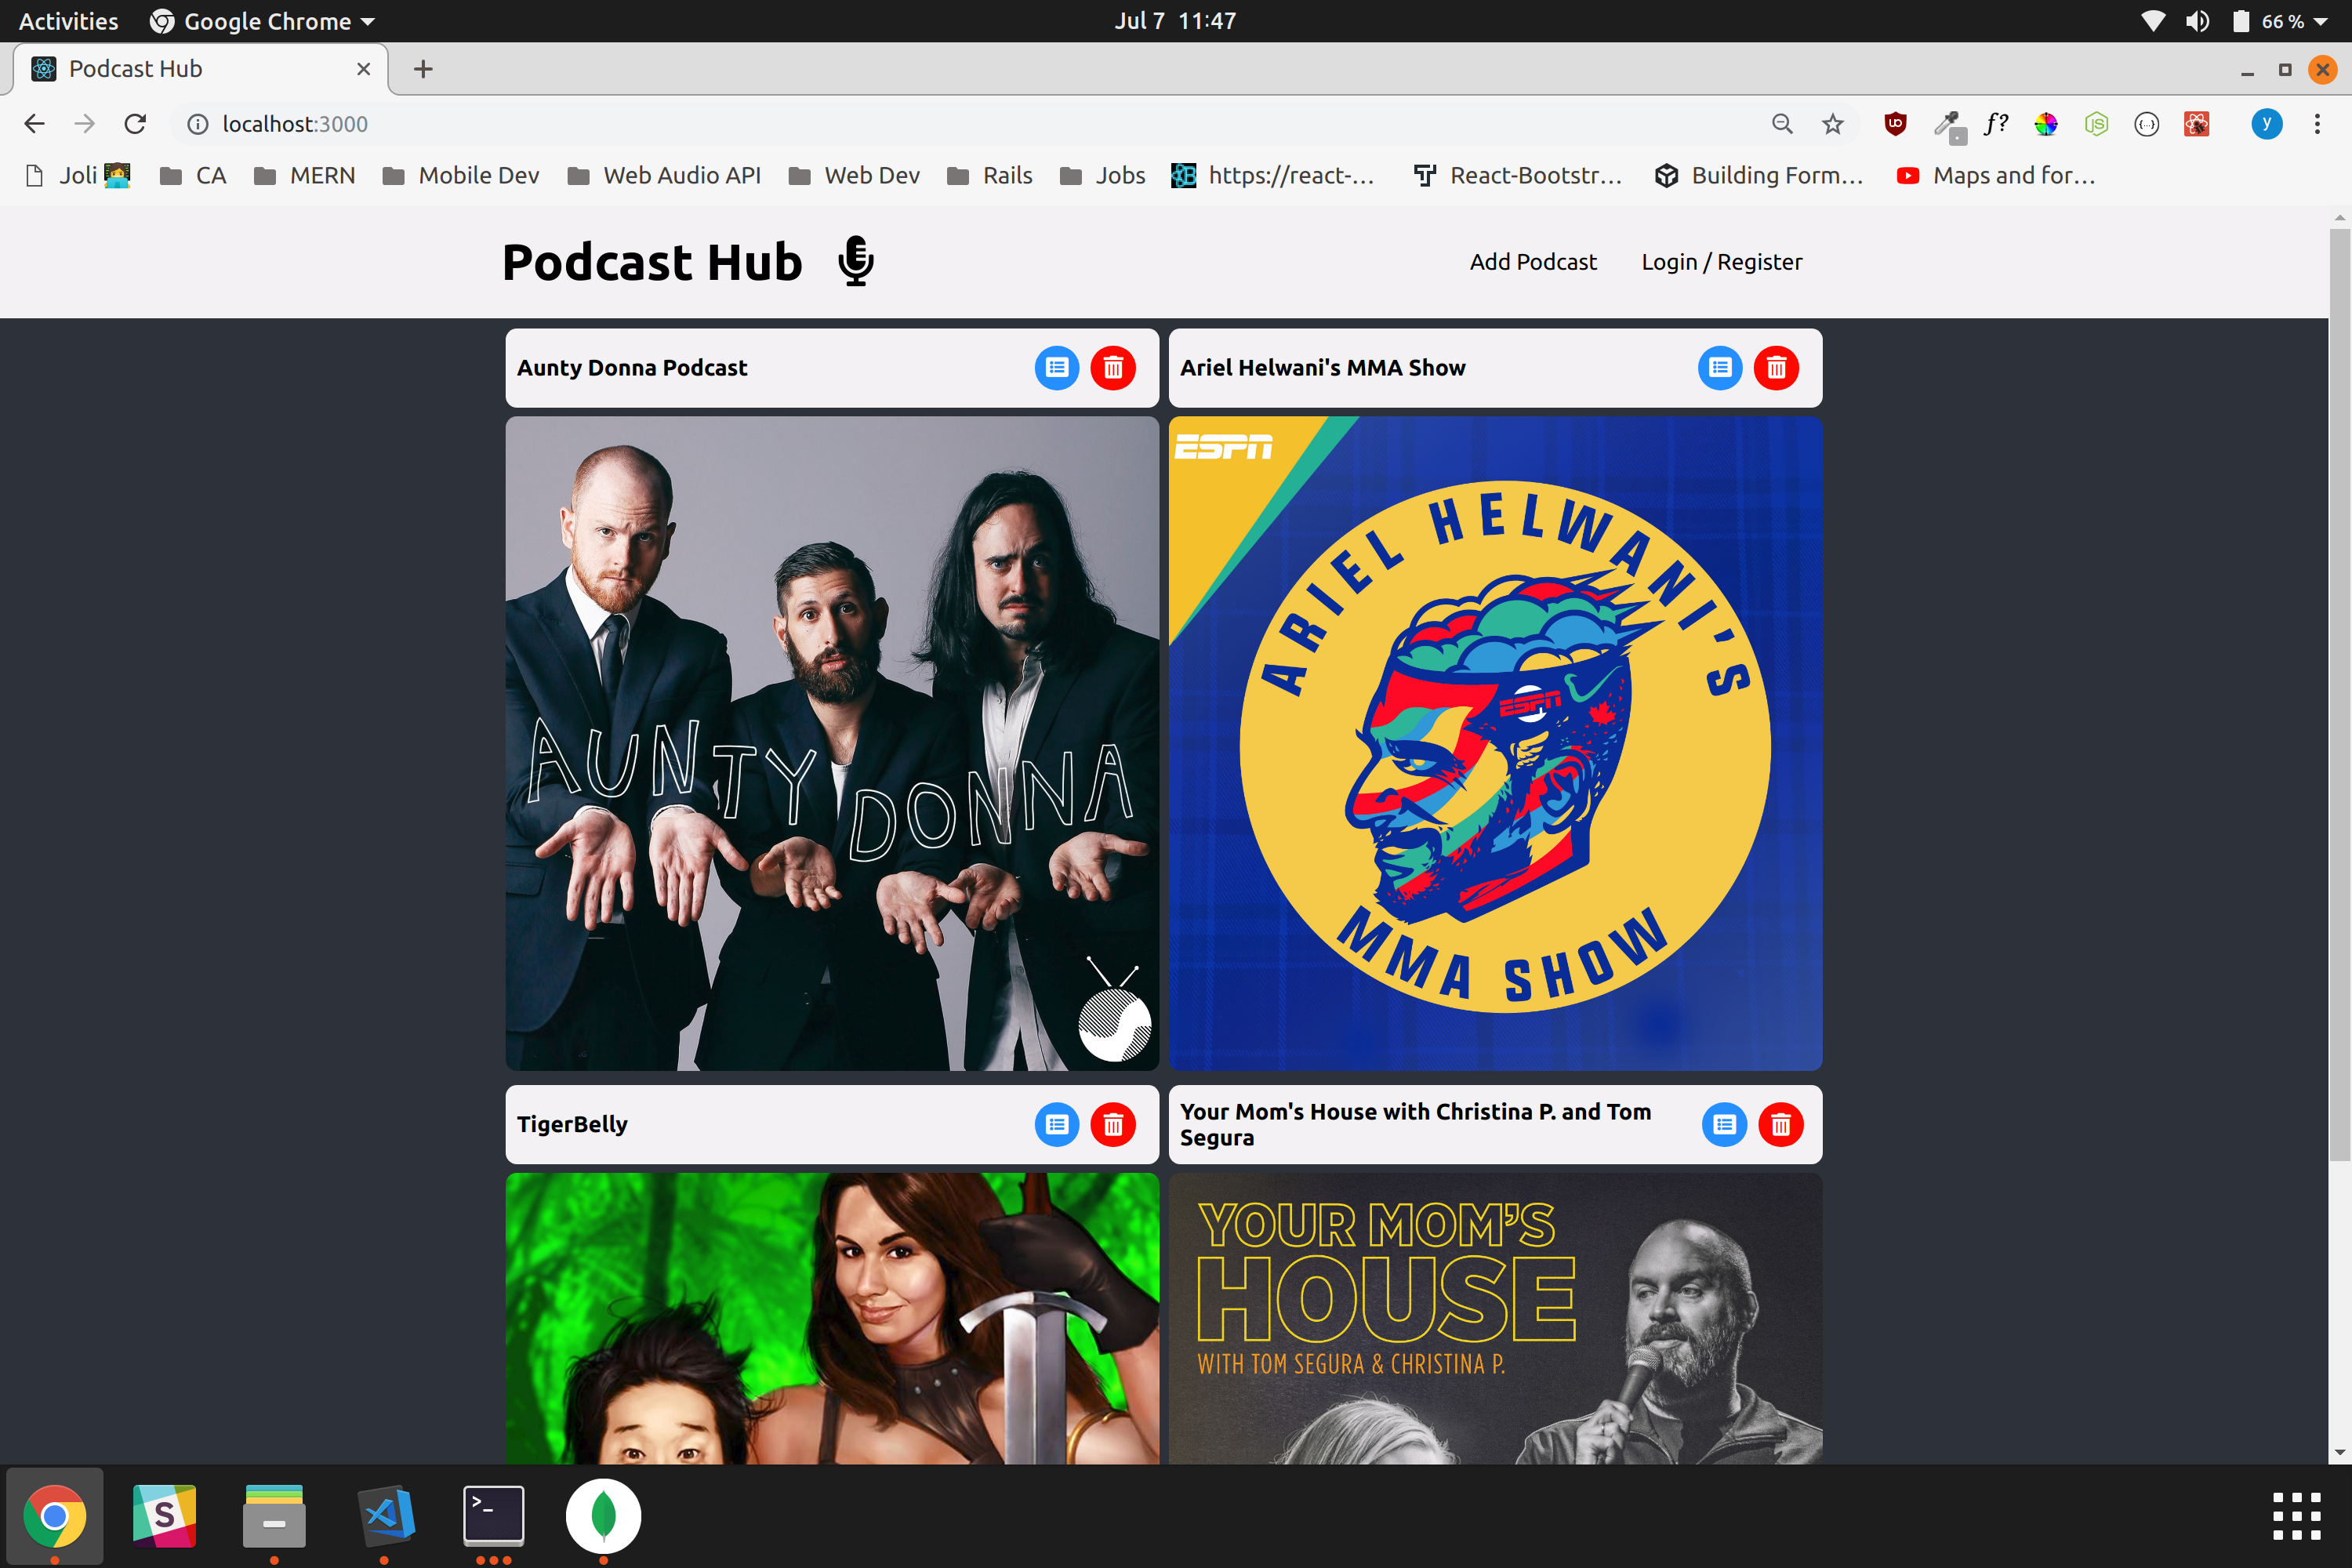 Activities Google Chrome Jul 7 11:47 66 %
Podcast Hub
localhost:3000
Joli CA MERN Mobile Dev Web Audio API Web Dev Rails Jobs https://react-... React-Bootstr... Building Form... Maps and for...
Podcast Hub Add Podcast Login / Register
Aunty Donna Podcast
Ariel Helwani's MMA Show
AUNTY DONNA
ESPN
ARIEL HELWANI'S
ESPN
MMA SHOW
TigerBelly
Your Mom's House with Christina P. and Tom
Segura
YOUR MOM'S
HOUSE
WITH TOM SEGURA & CHRISTINA P.